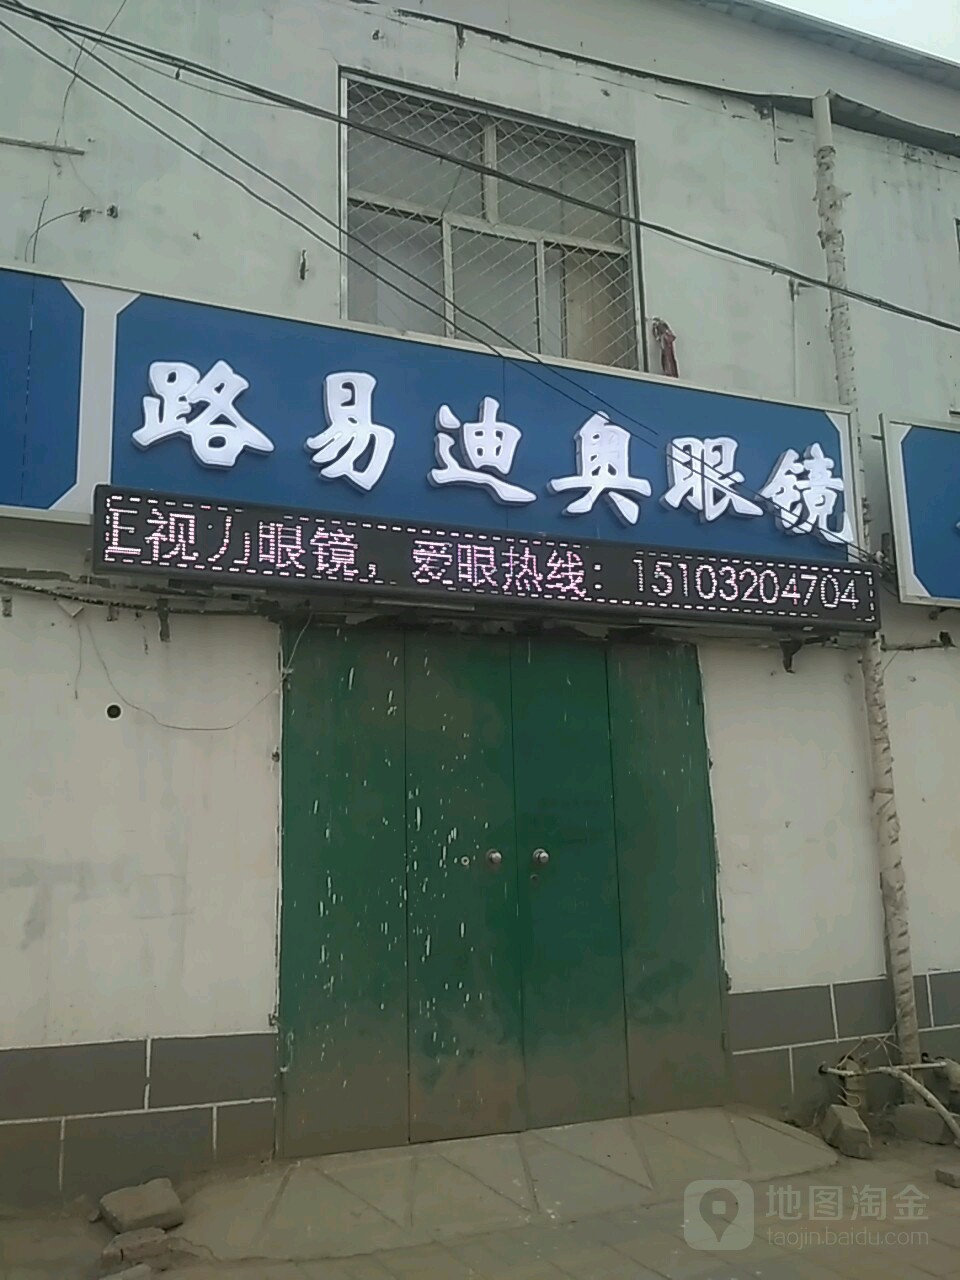 路易迪奥眼镜
正视力眼镜，爱眼热线：15103204704
地图淘金
taojin.baidu.com